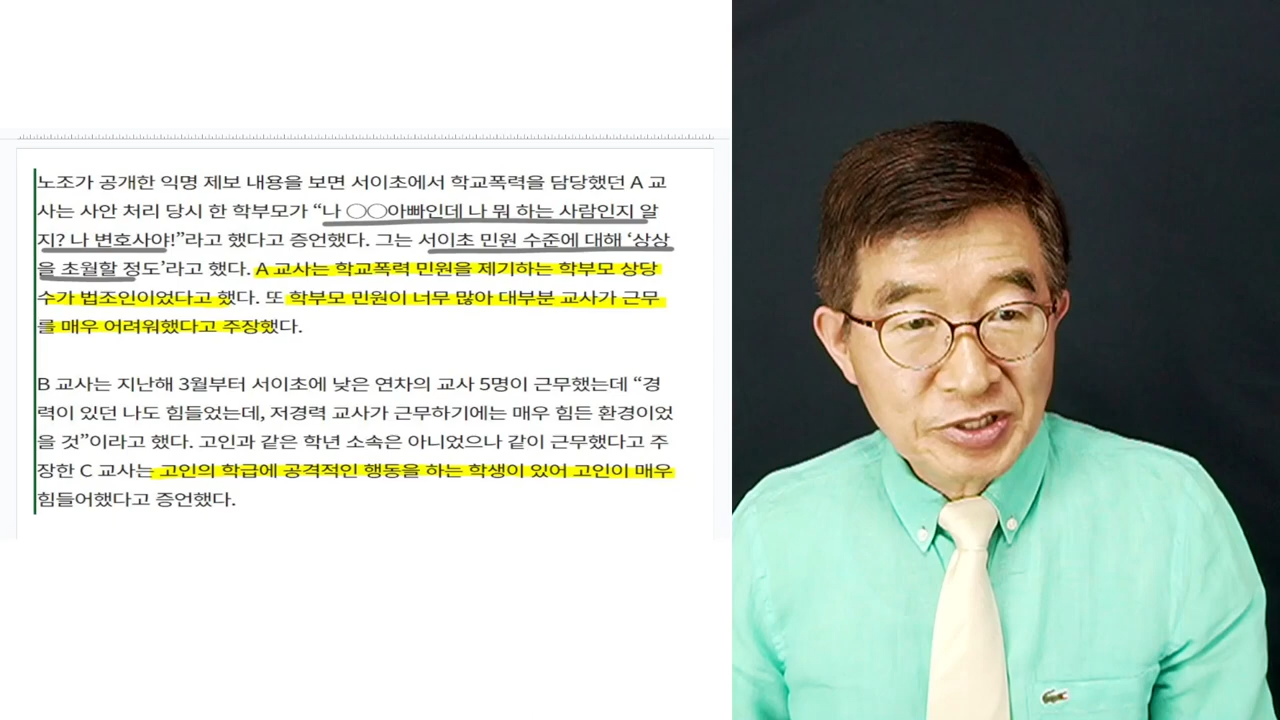 노조가 공개한 익명 제보 내용을 보면 서이초에서 학교폭력을 담당했던 A 교
사는 사안 처리 당시 한 학부모가 “나 ○○아빠인데 나 뭐 하는 사람인지 알
지? 나 변호사야!”라고 했다고 증언했다. 그는 서이초 민원 수준에 대해 ‘상상
을 초월할 정도’라고 했다. A 교사는 학교폭력 민원을 제기하는 학부모 상당
수가 법조인이었다고 했다. 또 학부모 민원이 너무 많아 대부분 교사가 근무
를 매우 어려워했다고 주장했다.
B 교사는 지난해 3월부터 서이초에 낮은 연차의 교사 5명이 근무했는데 “경
력이 있던 나도 힘들었는데, 저경력 교사가 근무하기에는 매우 힘든 환경이었
을 것”이라고 했다. 고인과 같은 학년 소속은 아니었으나 같이 근무했다고 주
장한 C 교사는 고인의 학급에 공격적인 행동을 하는 학생이 있어 고인이 매우
힘들어했다고 증언했다.